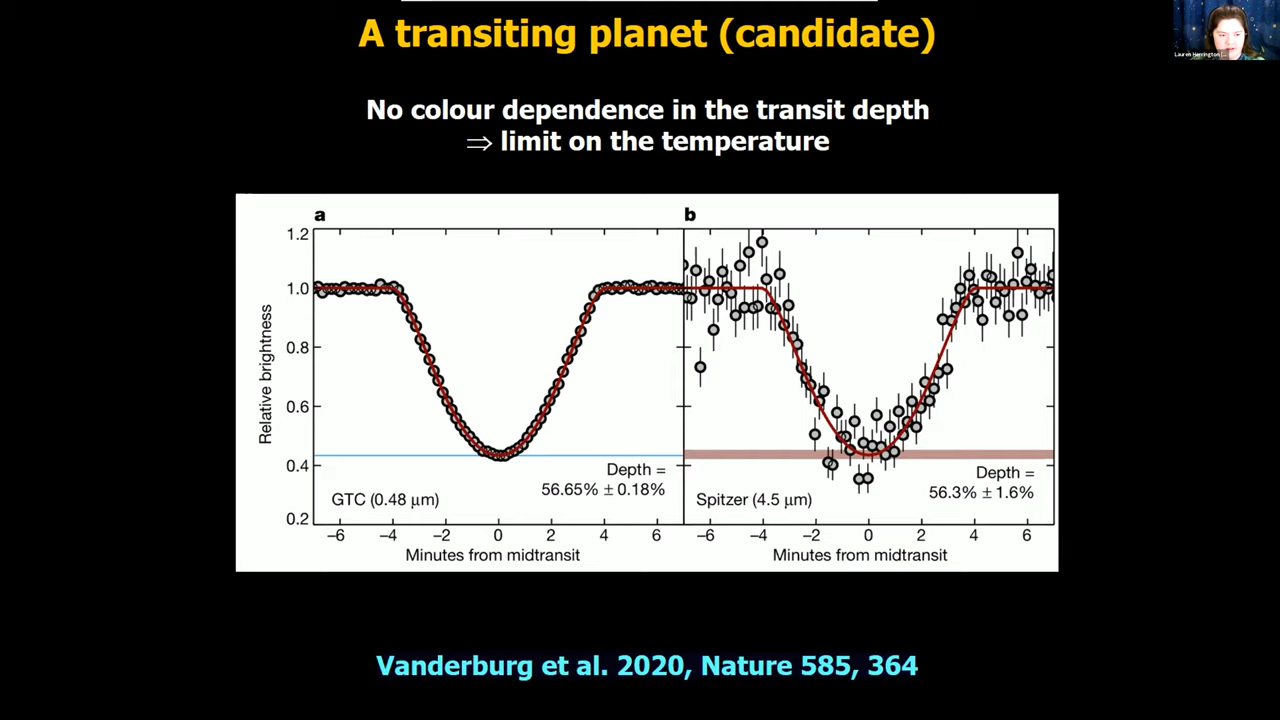 A transiting planet (candidate)
Lauren Herrington (
No colour dependence in the transit depth
⇒ limit on the temperature
a
b
1.2
1.0
0.8
0.6
0.4
0.2
Relative brightness
Depth =
56.65% ± 0.18%
GTC (0.48 μm)
Depth =
56.3% ± 1.6%
Spitzer (4.5 μm)
−6 −4 −2 0 2 4 6
−6 −4 −2 0 2 4 6
Minutes from midtransit
Minutes from midtransit
Vanderburg et al. 2020, Nature 585, 364